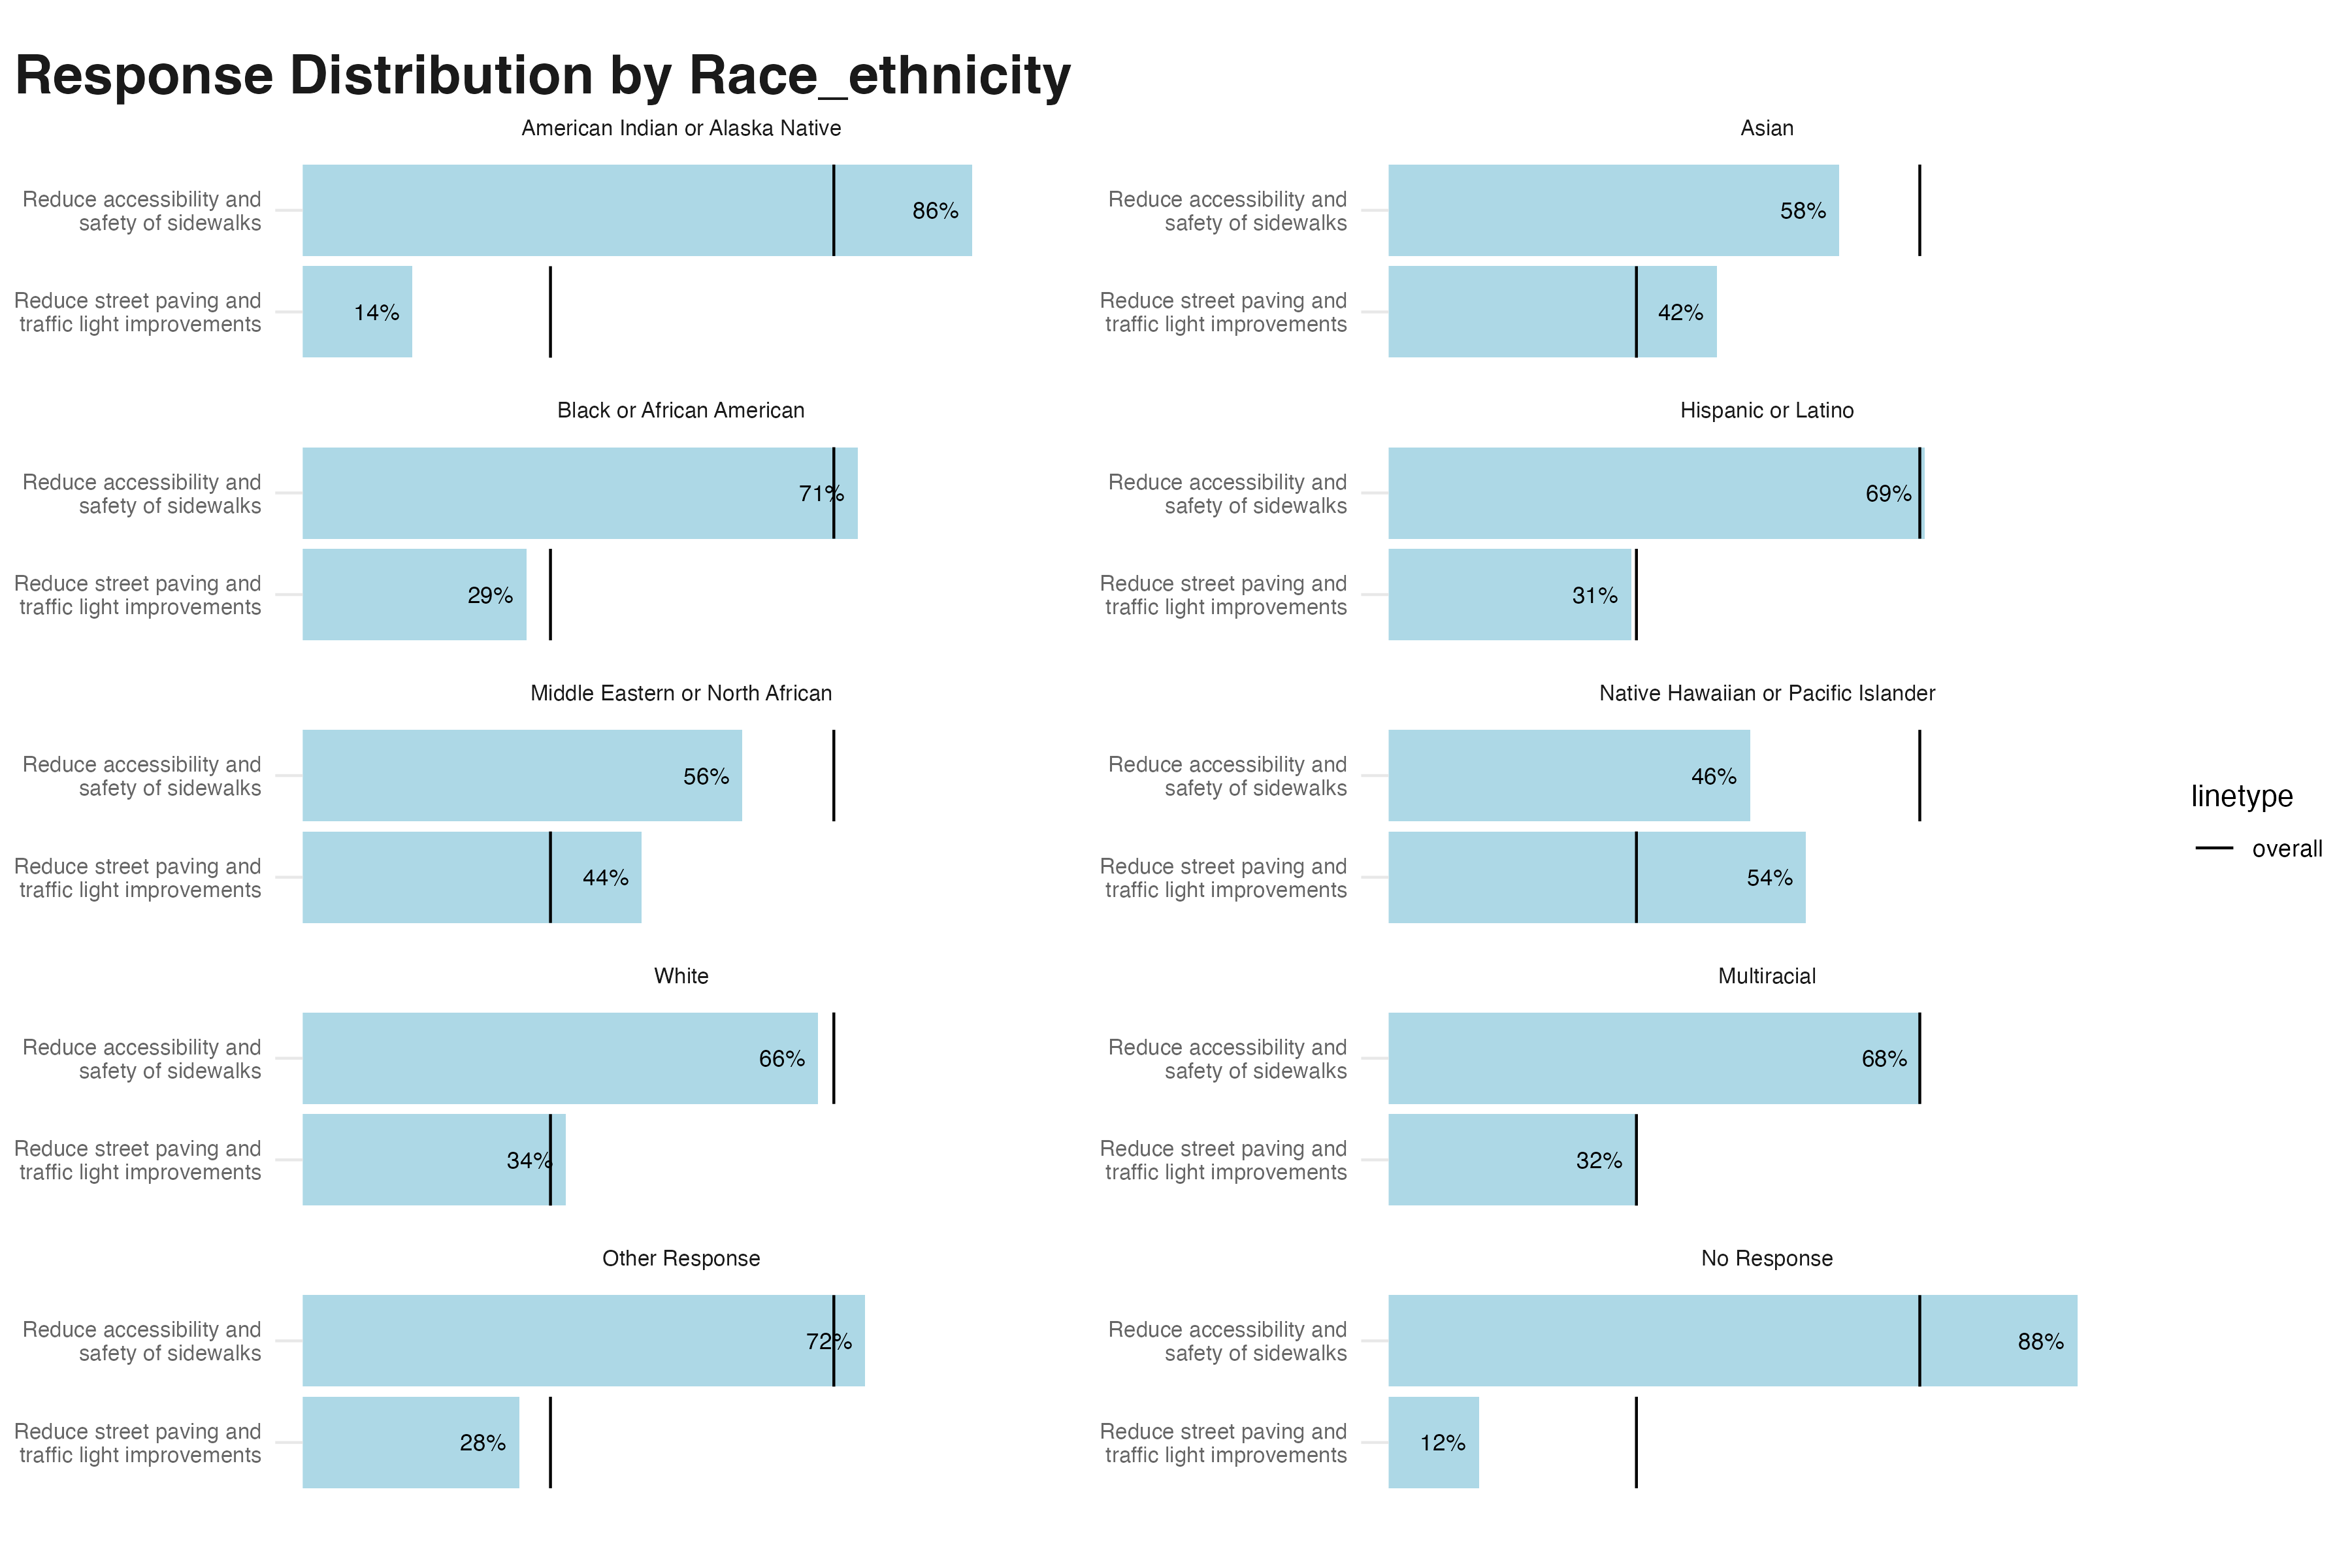 Response Distribution by Race_ethnicity
American Indian or Alaska Native
Reduce accessibility and
safety of sidewalks
86%
Reduce street paving and
traffic light improvements
14%
Asian
Reduce accessibility and
safety of sidewalks
58%
Reduce street paving and
traffic light improvements
42%
Black or African American
Reduce accessibility and
safety of sidewalks
71%
Reduce street paving and
traffic light improvements
29%
Hispanic or Latino
Reduce accessibility and
safety of sidewalks
69%
Reduce street paving and
traffic light improvements
31%
Middle Eastern or North African
Reduce accessibility and
safety of sidewalks
56%
Reduce street paving and
traffic light improvements
44%
Native Hawaiian or Pacific Islander
Reduce accessibility and
safety of sidewalks
46%
Reduce street paving and
traffic light improvements
54%
White
Reduce accessibility and
safety of sidewalks
66%
Reduce street paving and
traffic light improvements
34%
Multiracial
Reduce accessibility and
safety of sidewalks
68%
Reduce street paving and
traffic light improvements
32%
Other Response
Reduce accessibility and
safety of sidewalks
72%
Reduce street paving and
traffic light improvements
28%
No Response
Reduce accessibility and
safety of sidewalks
88%
Reduce street paving and
traffic light improvements
12%
linetype
overall